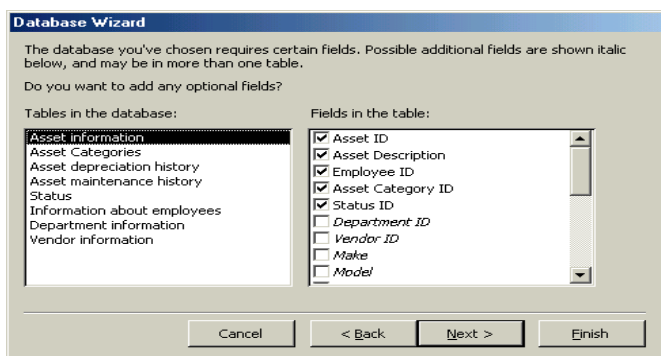 Database Wizard
The database you've chosen requires certain fields. Possible additional fields are shown italic
below, and may be in more than one table.
Do you want to add any optional fields?
Tables in the database:
Asset information
Asset Categories
Asset depreciation history
Asset maintenance history
Status
Information about employees
Department information
Vendor information
Fields in the table:
Asset ID
Asset Description
Employee ID
Asset Category ID
Status ID
Department ID
Vendor ID
Make
Model
Cancel
< Back
Next >
Finish